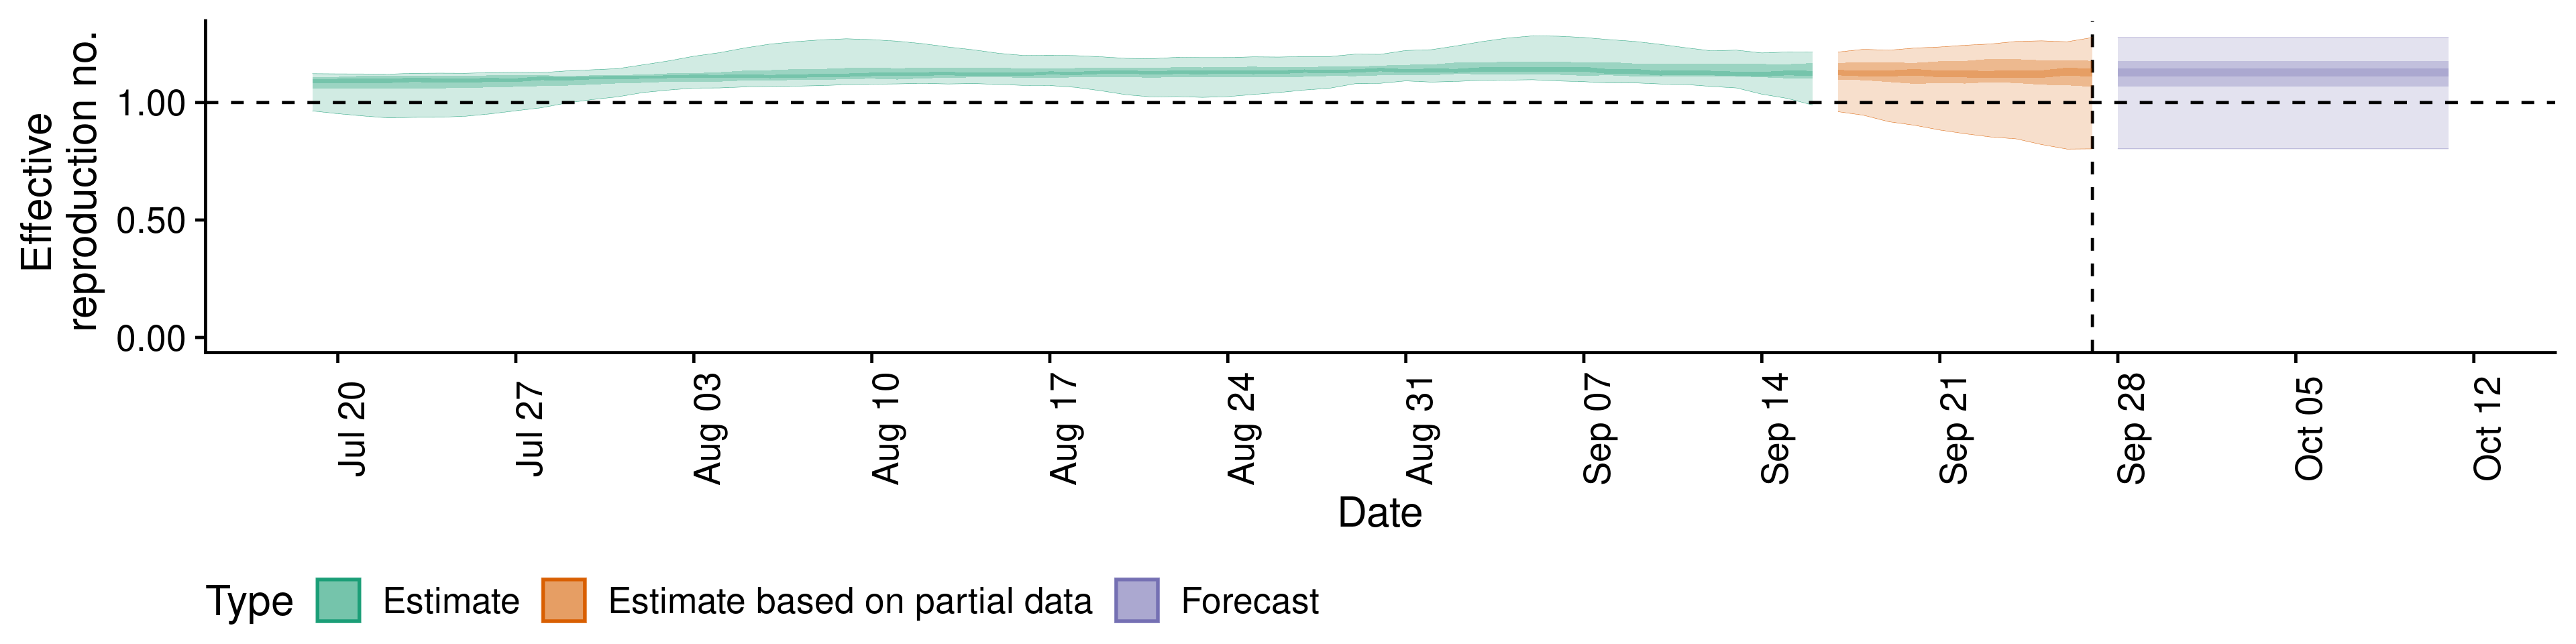 Effective
reproduction no.
1.00
0.50
0.00
Jul 20
Jul 27
Aug 03
Aug 10
Aug 17
Aug 24
Aug 31
Sep 07
Sep 14
Sep 21
Sep 28
Oct 05
Oct 12
Date
Type Estimate Estimate based on partial data Forecast